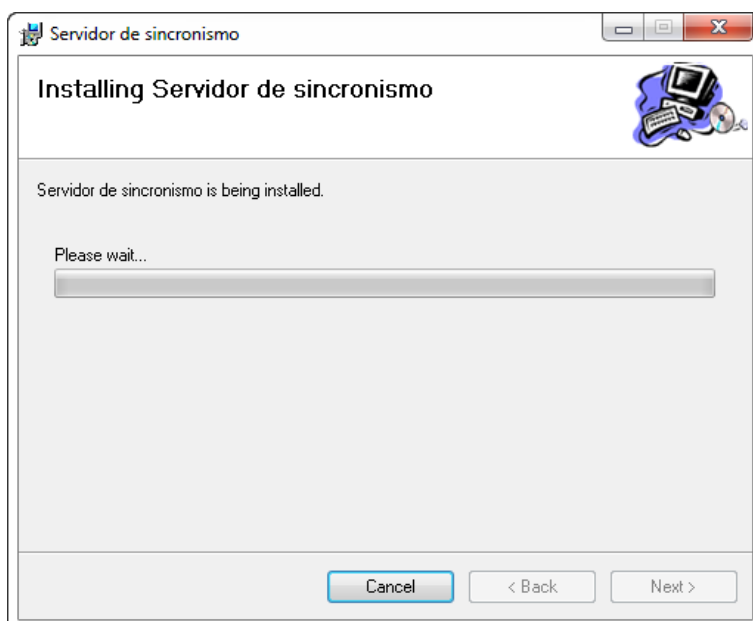 Servidor de sincronismo
Installing Servidor de sincronismo
Servidor de sincronismo is being installed.
Please wait...
Cancel
< Back
Next >